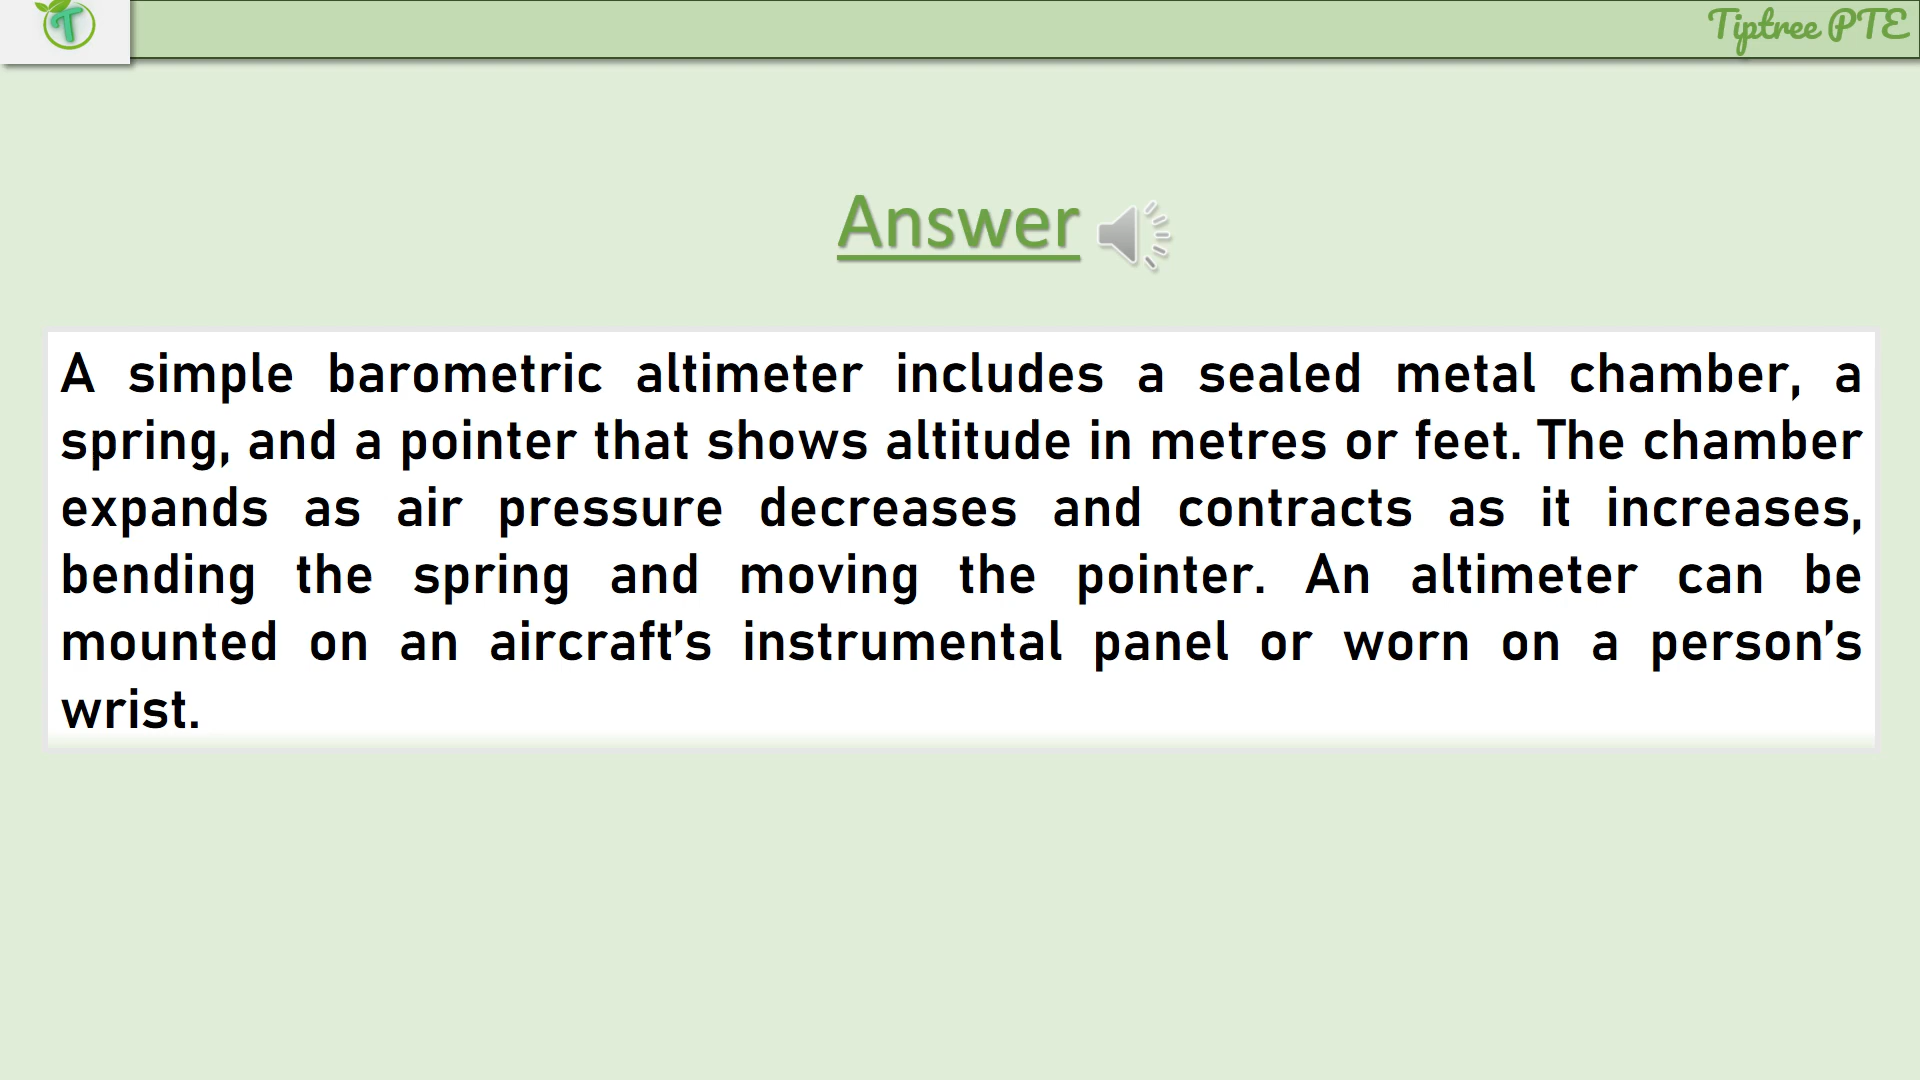 T
Tiptree PTE
Answer
A simple barometric altimeter includes a sealed metal chamber, a
spring, and a pointer that shows altitude in metres or feet. The chamber
expands as air pressure decreases and contracts as it increases,
bending the spring and moving the pointer. An altimeter can be
mounted on an aircraft’s instrumental panel or worn on a person’s
wrist.